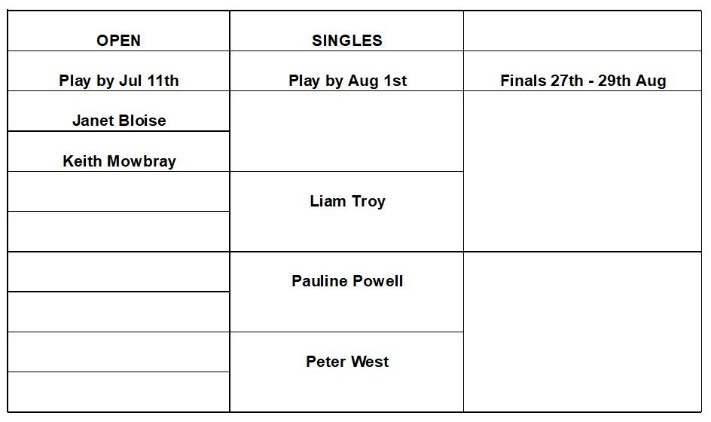 OPEN SINGLES
Play by Jul 11th Play by Aug 1st Finals 27th - 29th Aug
Janet Bloise
Keith Mowbray
Liam Troy
Pauline Powell
Peter West